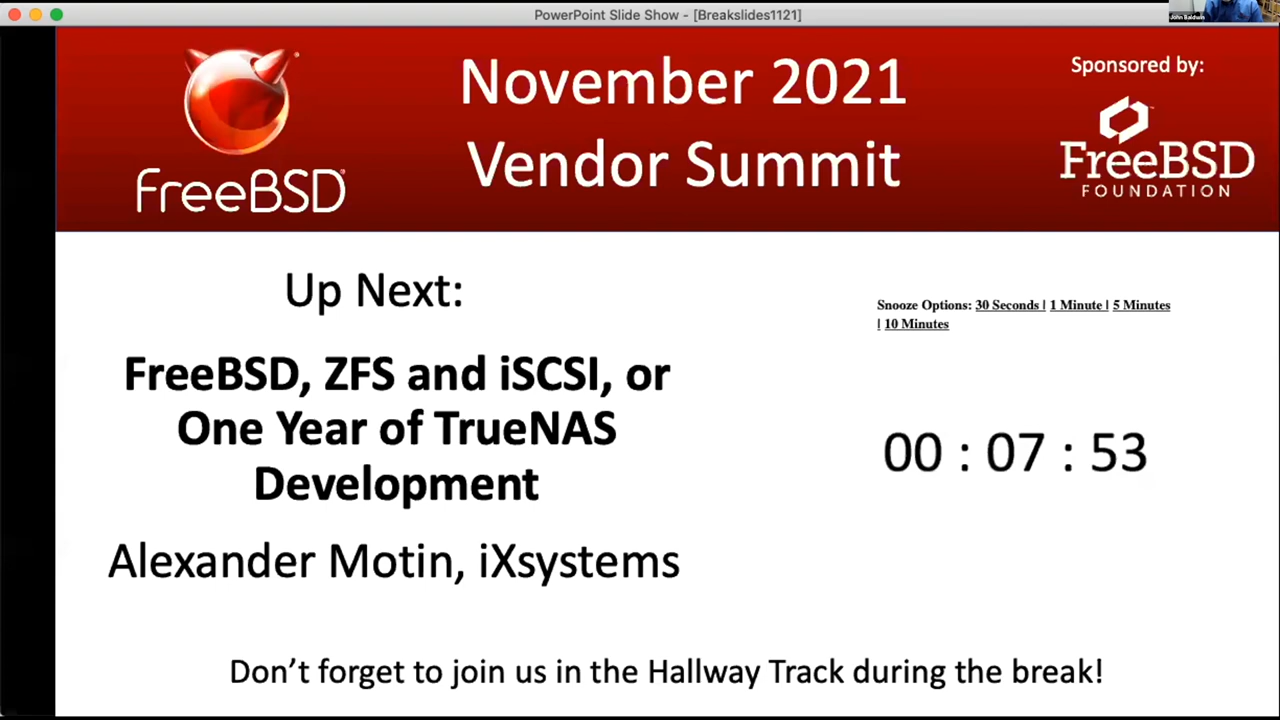 PowerPoint Slide Show - [Breakslides1121]
John Baldwin
FreeBSD
November 2021
Vendor Summit
Sponsored by:
FreeBSD
FOUNDATION
Up Next:
FreeBSD, ZFS and iSCSI, or
One Year of TrueNAS
Development
Alexander Motin, iXsystems
Snooze Options: 30 Seconds | 1 Minute | 5 Minutes
| 10 Minutes
00 : 07 : 53
Don’t forget to join us in the Hallway Track during the break!